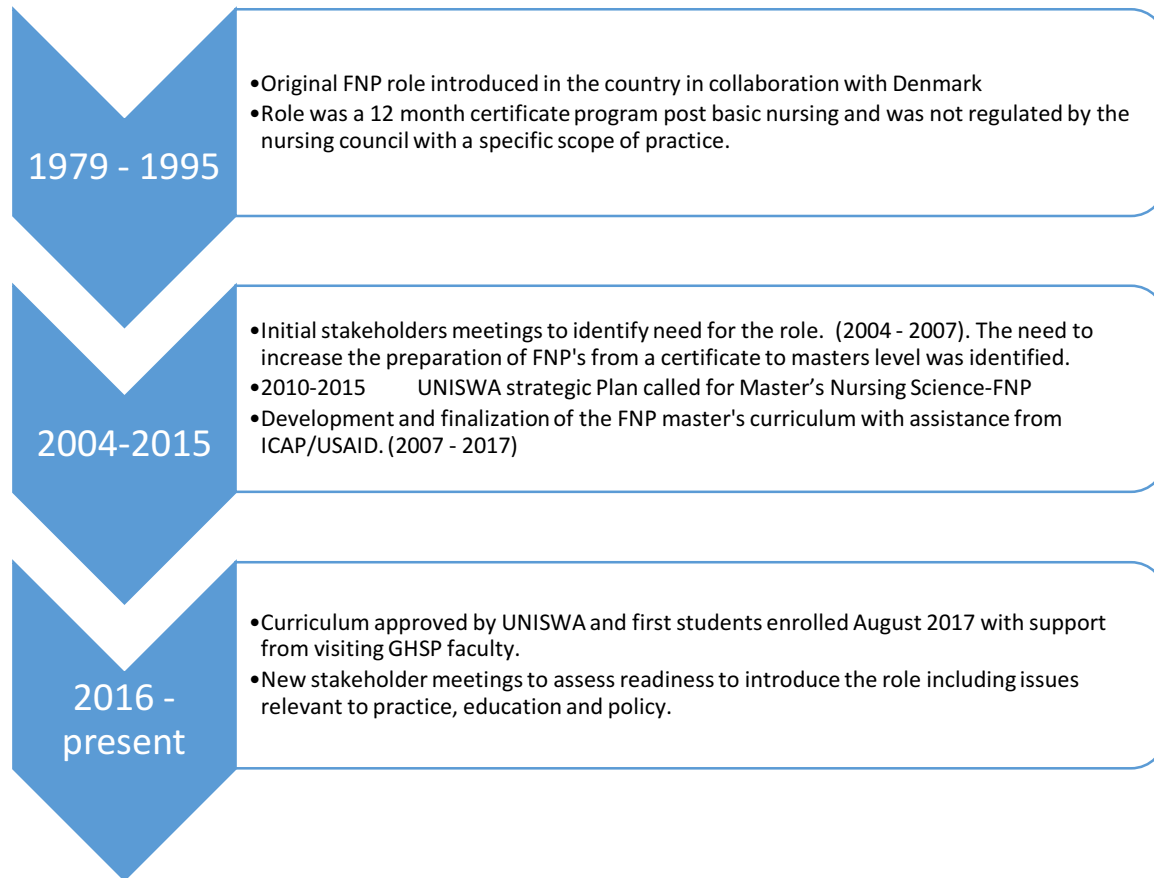 1979 - 1995
•Original FNP role introduced in the country in collaboration with Denmark
•Role was a 12 month certificate program post basic nursing and was not regulated by the
nursing council with a specific scope of practice.
2004-2015
•Initial stakeholders meetings to identify need for the role.  (2004 - 2007). The need to
increase the preparation of FNP's from a certificate to masters level was identified.
•2010-2015      UNISWA strategic Plan called for Master’s Nursing Science-FNP
•Development and finalization of the FNP master's curriculum with assistance from
ICAP/USAID. (2007 - 2017)
2016 -
present
•Curriculum approved by UNISWA and first students enrolled August 2017 with support
from visiting GHSP faculty.
•New stakeholder meetings to assess readiness to introduce the role including issues
relevant to practice, education and policy.